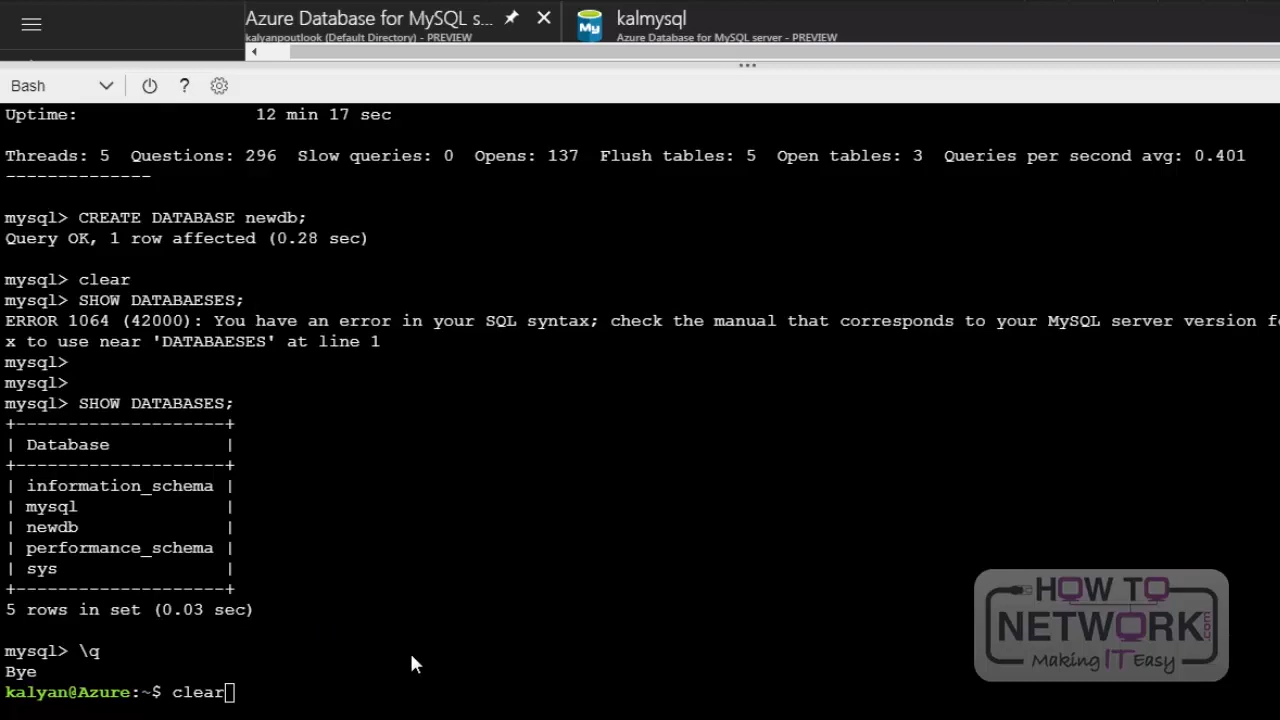 Azure Database for MySQL s...
kalyanpoutlook (Default Directory) - PREVIEW
kalmysql
Azure Database for MySQL server - PREVIEW
My
Bash
?
Uptime: 12 min 17 sec
Threads: 5 Questions: 296 Slow queries: 0 Opens: 137 Flush tables: 5 Open tables: 3 Queries per second avg: 0.401
--------------
mysql> CREATE DATABASE newdb;
Query OK, 1 row affected (0.28 sec)
mysql> clear
mysql> SHOW DATABAESES;
ERROR 1064 (42000): You have an error in your SQL syntax; check the manual that corresponds to your MySQL server version fo
x to use near 'DATABAESES' at line 1
mysql>
mysql>
mysql> SHOW DATABASES;
+--------------------+
| Database |
+--------------------+
| information_schema |
| mysql |
| newdb |
| performance_schema |
| sys |
+--------------------+
5 rows in set (0.03 sec)
mysql> \q
Bye
kalyan@Azure:~$ clear
HOW TO
NETWORK.com
Making IT Easy